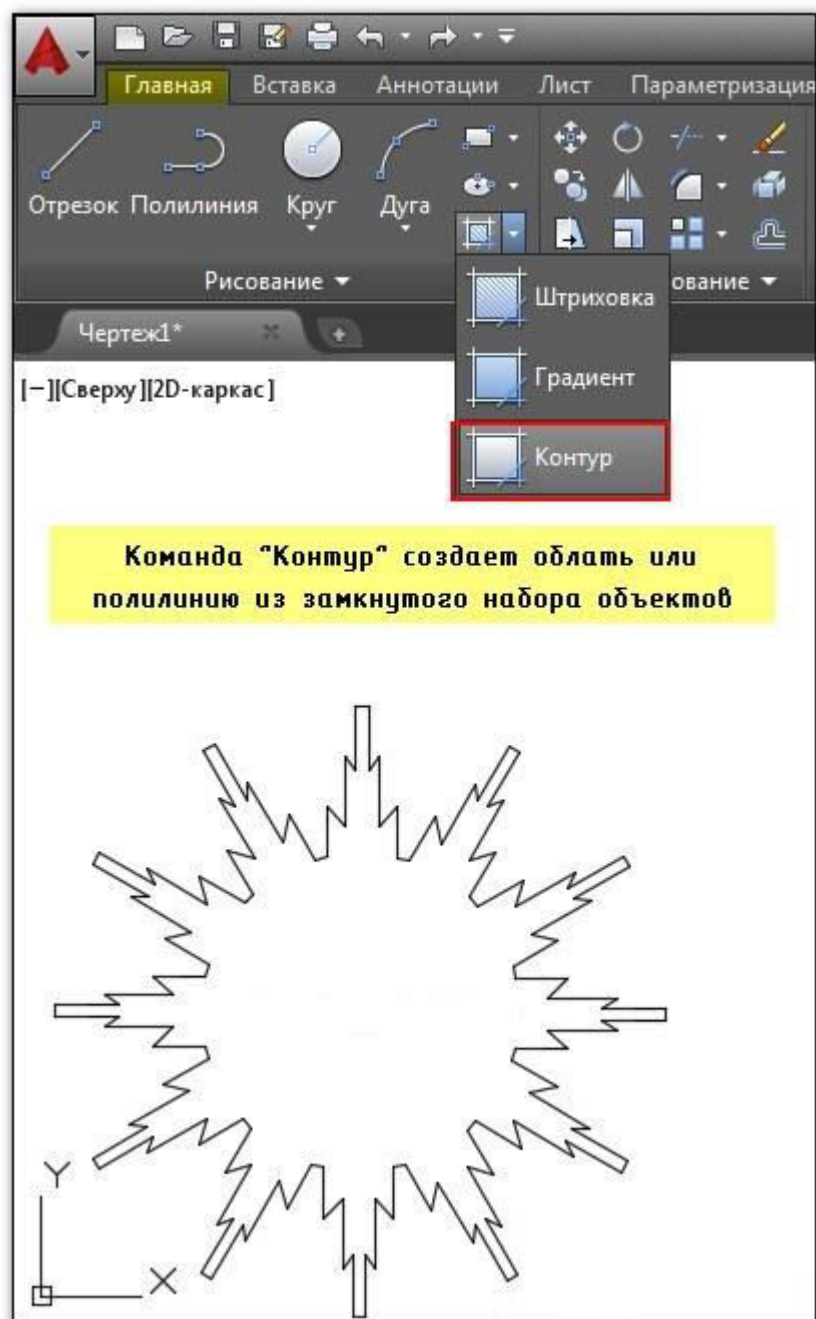 Главная Вставка Аннотации Лист Параметризация
Отрезок Полилиния Круг Дуга
Рисование ование
Штриховка
Чертеж1*
Градиент
[−][Сверху][2D-каркас]
Контур
Команда "Контур" создает облать или
полилинию из замкнутого набора объектов
Y
X